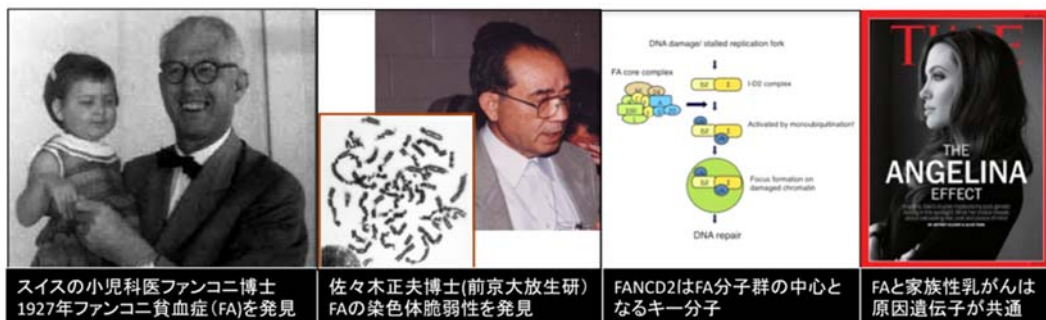 スイスの小児科医ファンコニ博士
1927年ファンコニ貧血症(FA)を発見
佐々木正夫博士(前京大放生研)
FAの染色体脆弱性を発見
DNA damage/ stalled replication fork
FA core complex
I-D2 complex
Activated by monoubiquitination!
Focus formation on
damaged chromatin
DNA repair
FANCD2はFA分子群の中心と
なるキー分子
TIME
THE
ANGELINA
EFFECT
FAと家族性乳がんは
原因遺伝子が共通